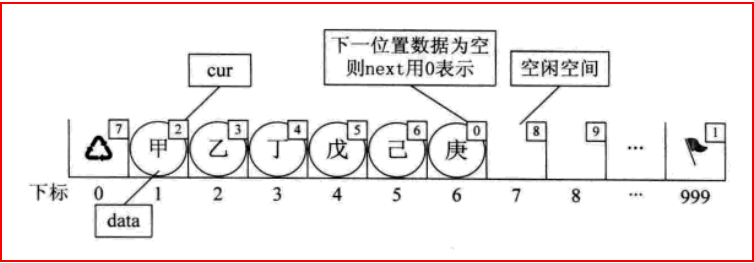 下一位置数据为空
则next用0表示
cur
空闲空间
7 2 3 4 5 6 0 8 9 1
甲 乙 丁 戊 己 庚 …
下标 0 1 2 3 4 5 6 7 8 … 999
data